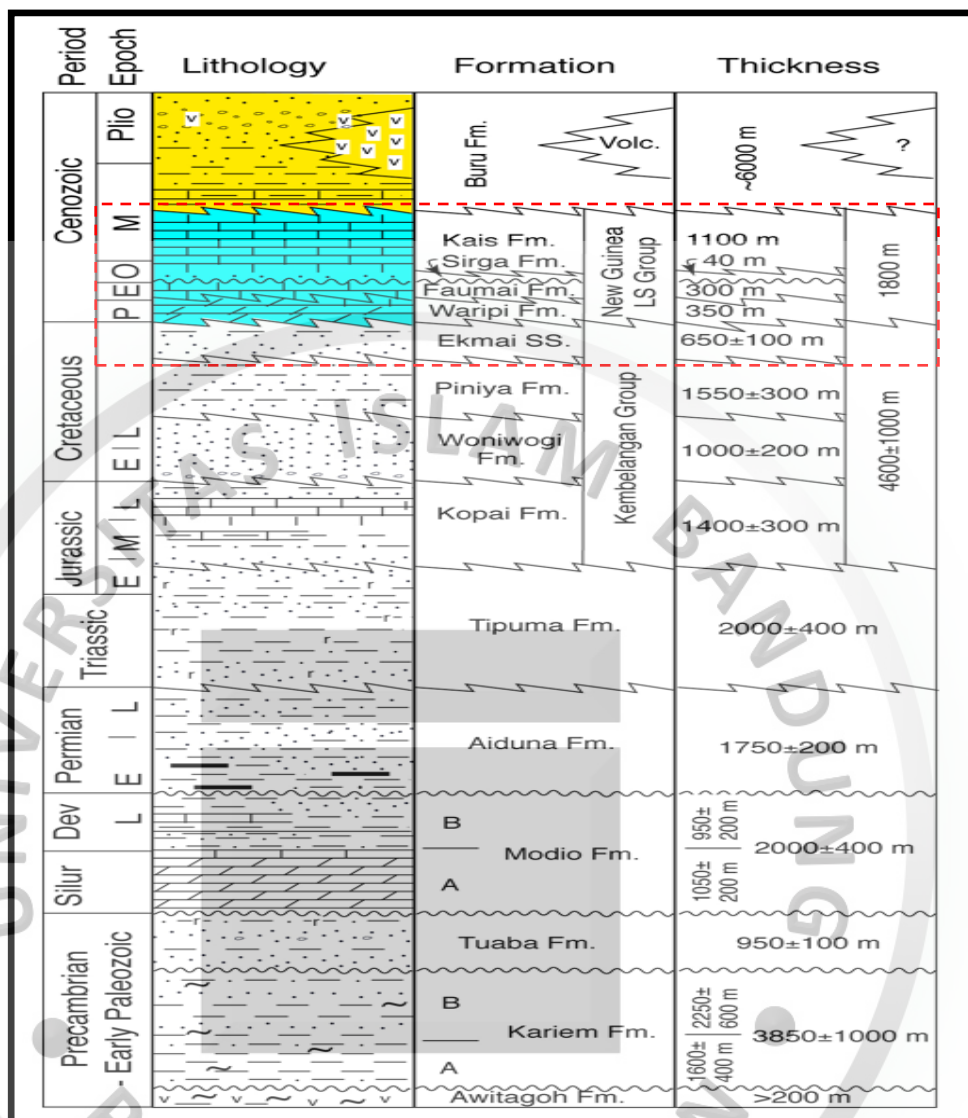 Period Epoch Lithology Formation Thickness
Cenozoic
Plio
M
O
E
P
v v v v v v v v
Buru Fm.
Volc.
~6000 m
?
Kais Fm.
1100 m
Sirga Fm.
40 m
Faumai Fm.
300 m
Waripi Fm.
350 m
New Guinea
LS Group
1800 m
Cretaceous
L
E
Ekmai SS.
650±100 m
Piniya Fm.
1550±300 m
Woniwogi
Fm.
1000±200 m
Jurassic
L
M
E
Kopai Fm.
1400±300 m
Kembelangan Group
4600±1000 m
Triassic
r r r r r r
Tipuma Fm.
2000±400 m
Permian
L
E
Aiduna Fm.
1750±200 m
Dev
L
B
950±
200 m
Modio Fm.
2000±400 m
Silur
A
1050±
200 m
Precambrian
- Early Paleozoic
r r
Tuaba Fm.
950±100 m
B
2250±
600 m
Kariem Fm.
3850±1000 m
A
1600±
400 m
v v v v v
Awitagoh Fm.
>200 m
UNIVERSITAS ISLAM BANDUNG